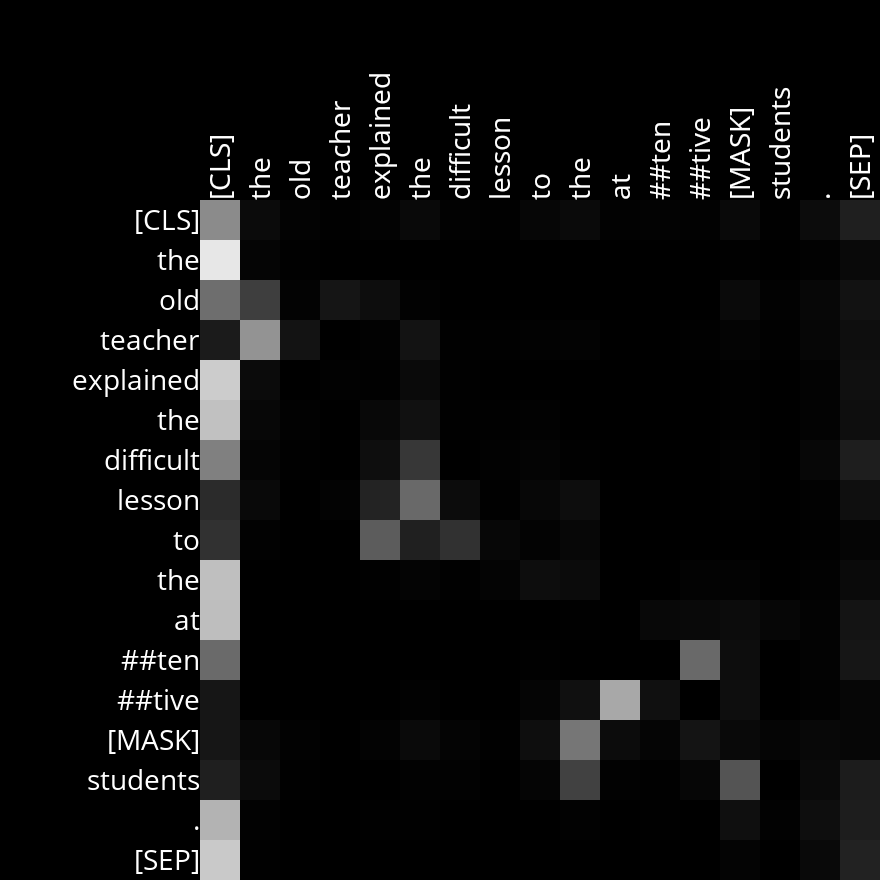 [CLS] the old teacher explained the difficult lesson to the at ##ten ##tive [MASK] students . [SEP]
[CLS]
the
old
teacher
explained
the
difficult
lesson
to
the
at
##ten
##tive
[MASK]
students
.
[SEP]